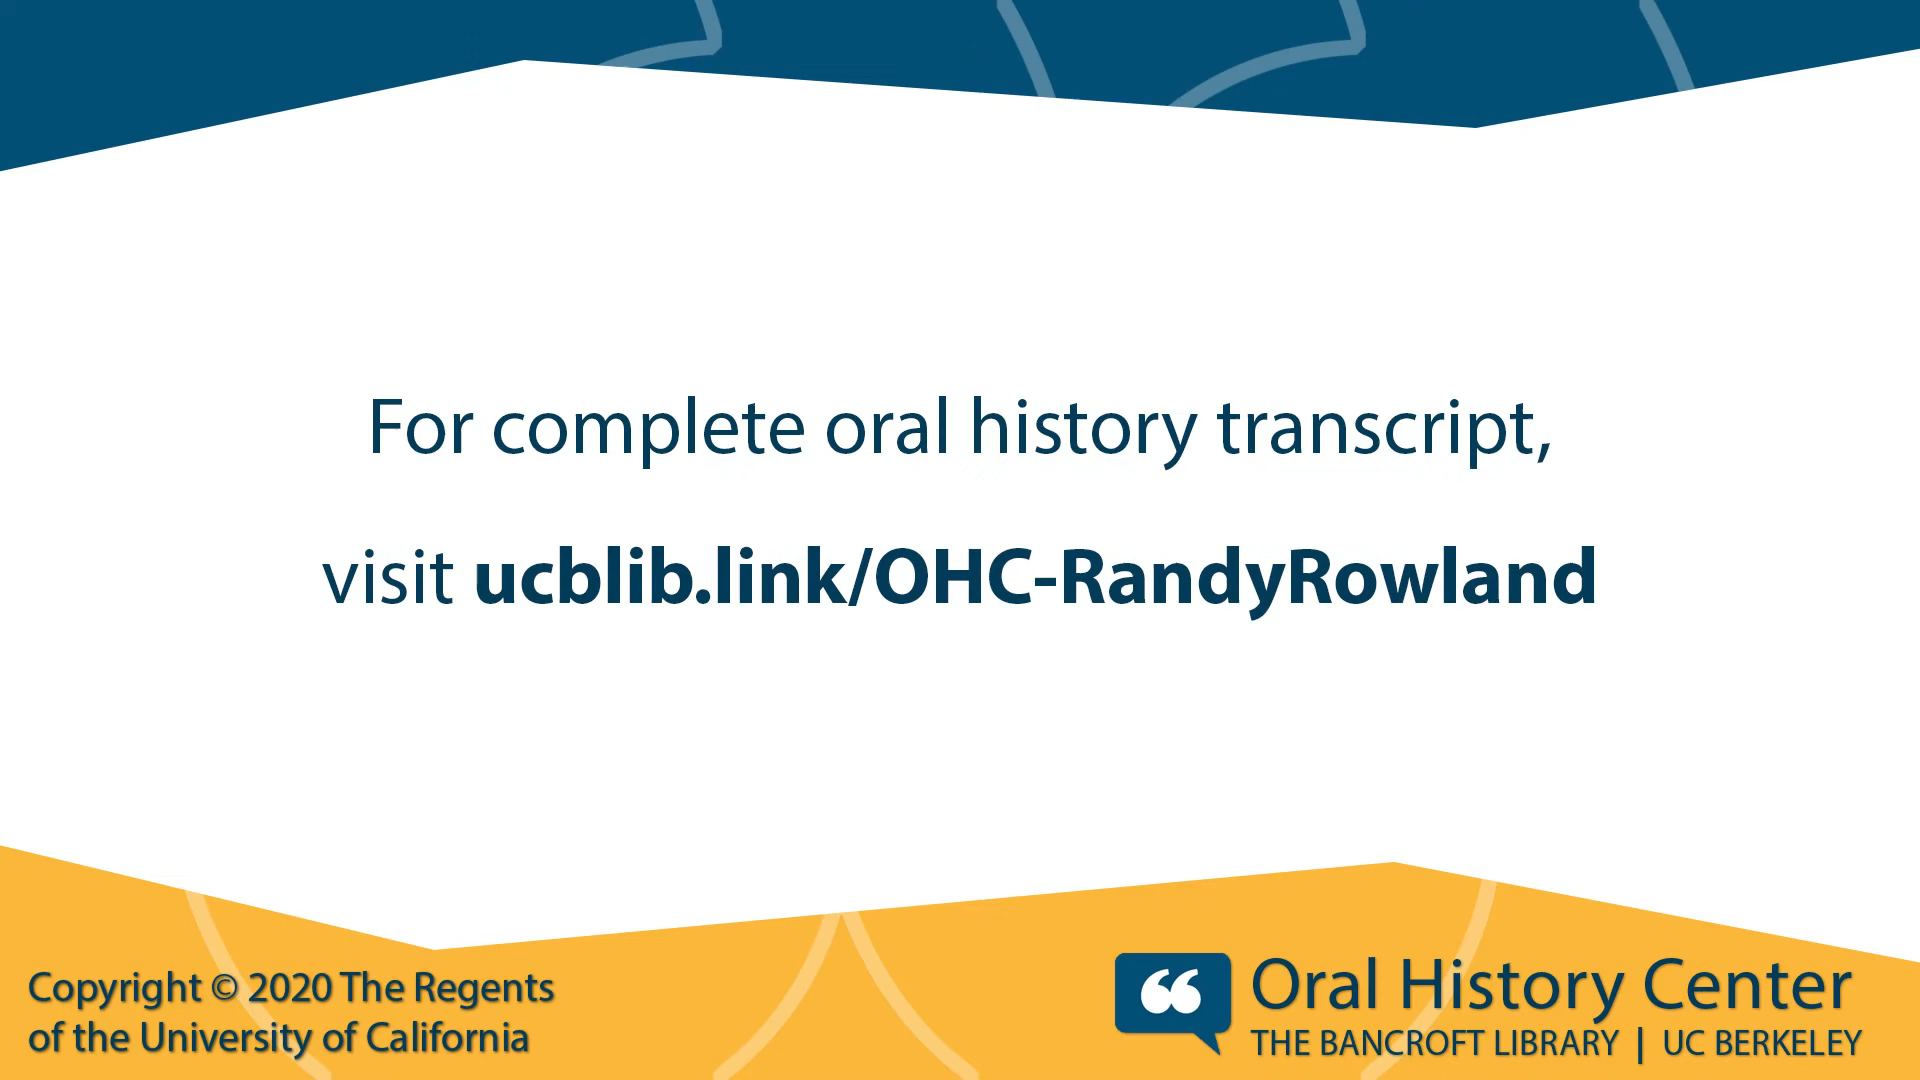 For complete oral history transcript,
visit ucblib.link/OHC-RandyRowland
Copyright © 2020 The Regents
of the University of California
Oral History Center
THE BANCROFT LIBRARY | UC BERKELEY